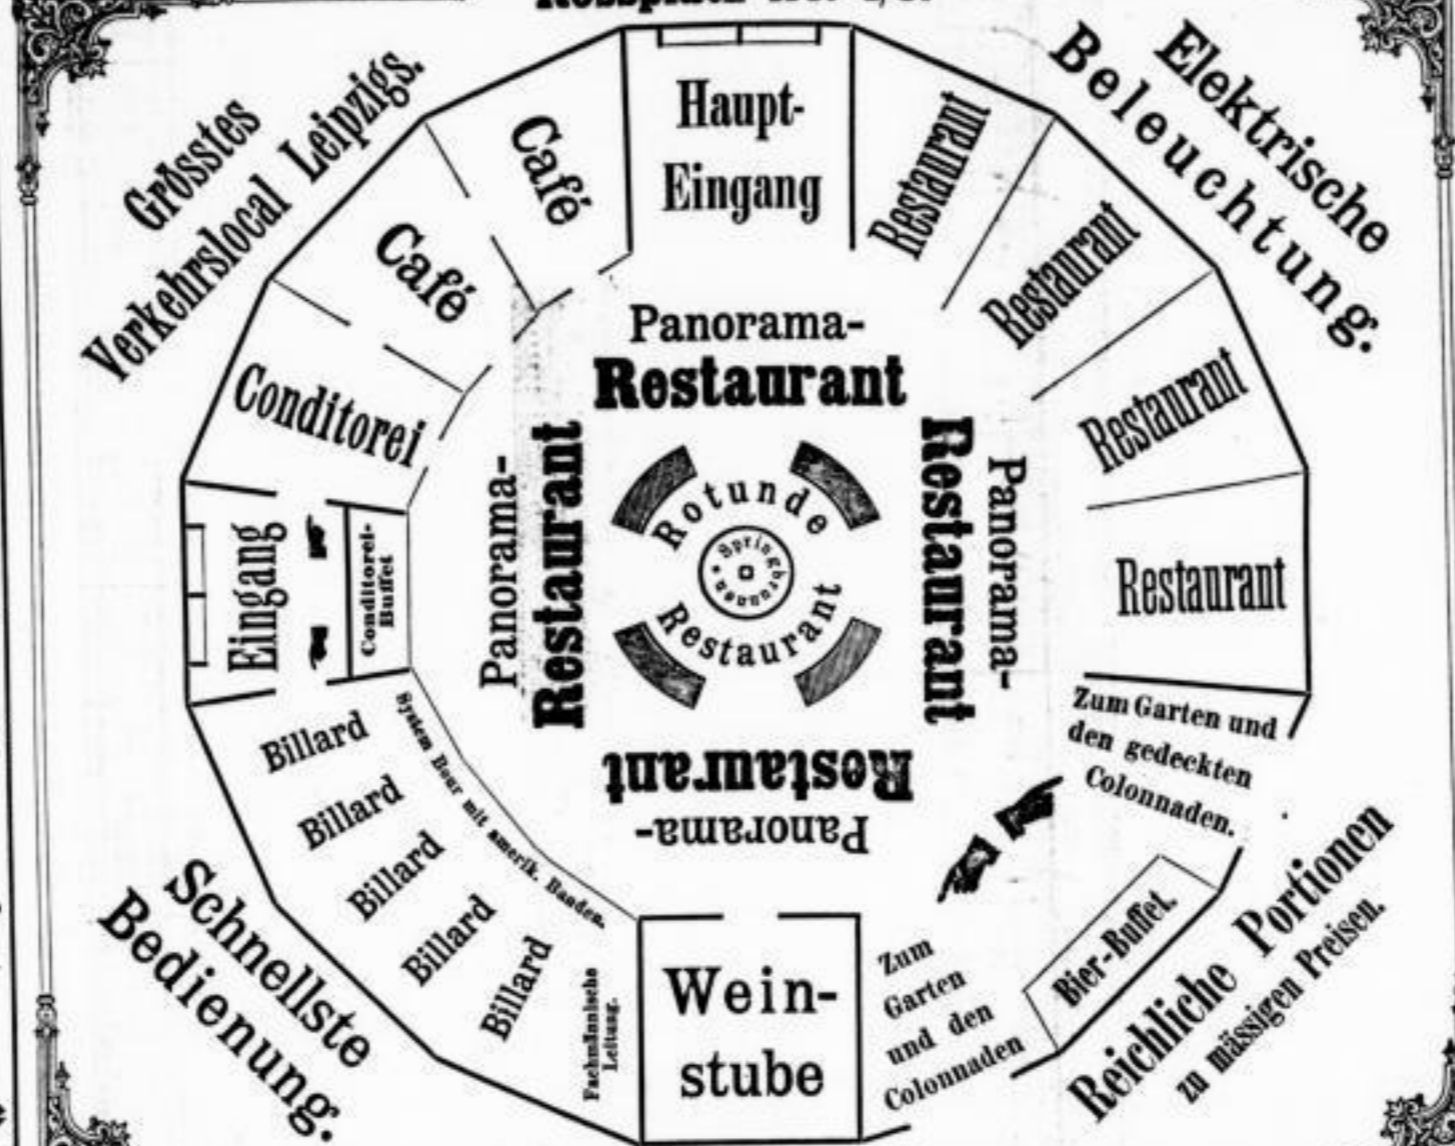 Grösstes
Verkehrslocal Leipzigs.
Elektrische
Beleuchtung.
Haupt-
Eingang
Café
Café
Conditorei
Eingang
Conditorei-
Buffet
Restaurant
Restaurant
Restaurant
Restaurant
Panorama-
Restaurant
Panorama-
Restaurant
Panorama-
Restaurant
Panorama-
Restaurant
Rotunde
Springbrunnen
Restaurant
Zum Garten und
den gedeckten
Colonnaden.
Billard
Billard
Billard
Billard
Billard
System Dour mit amerik. Banden.
Fachmännische
Leitung.
Wein-
stube
Zum
Garten
und den
Colonnaden
Bier-Buffet.
Schnellste
Bedienung.
Reichliche Portionen
zu mässigen Preisen.